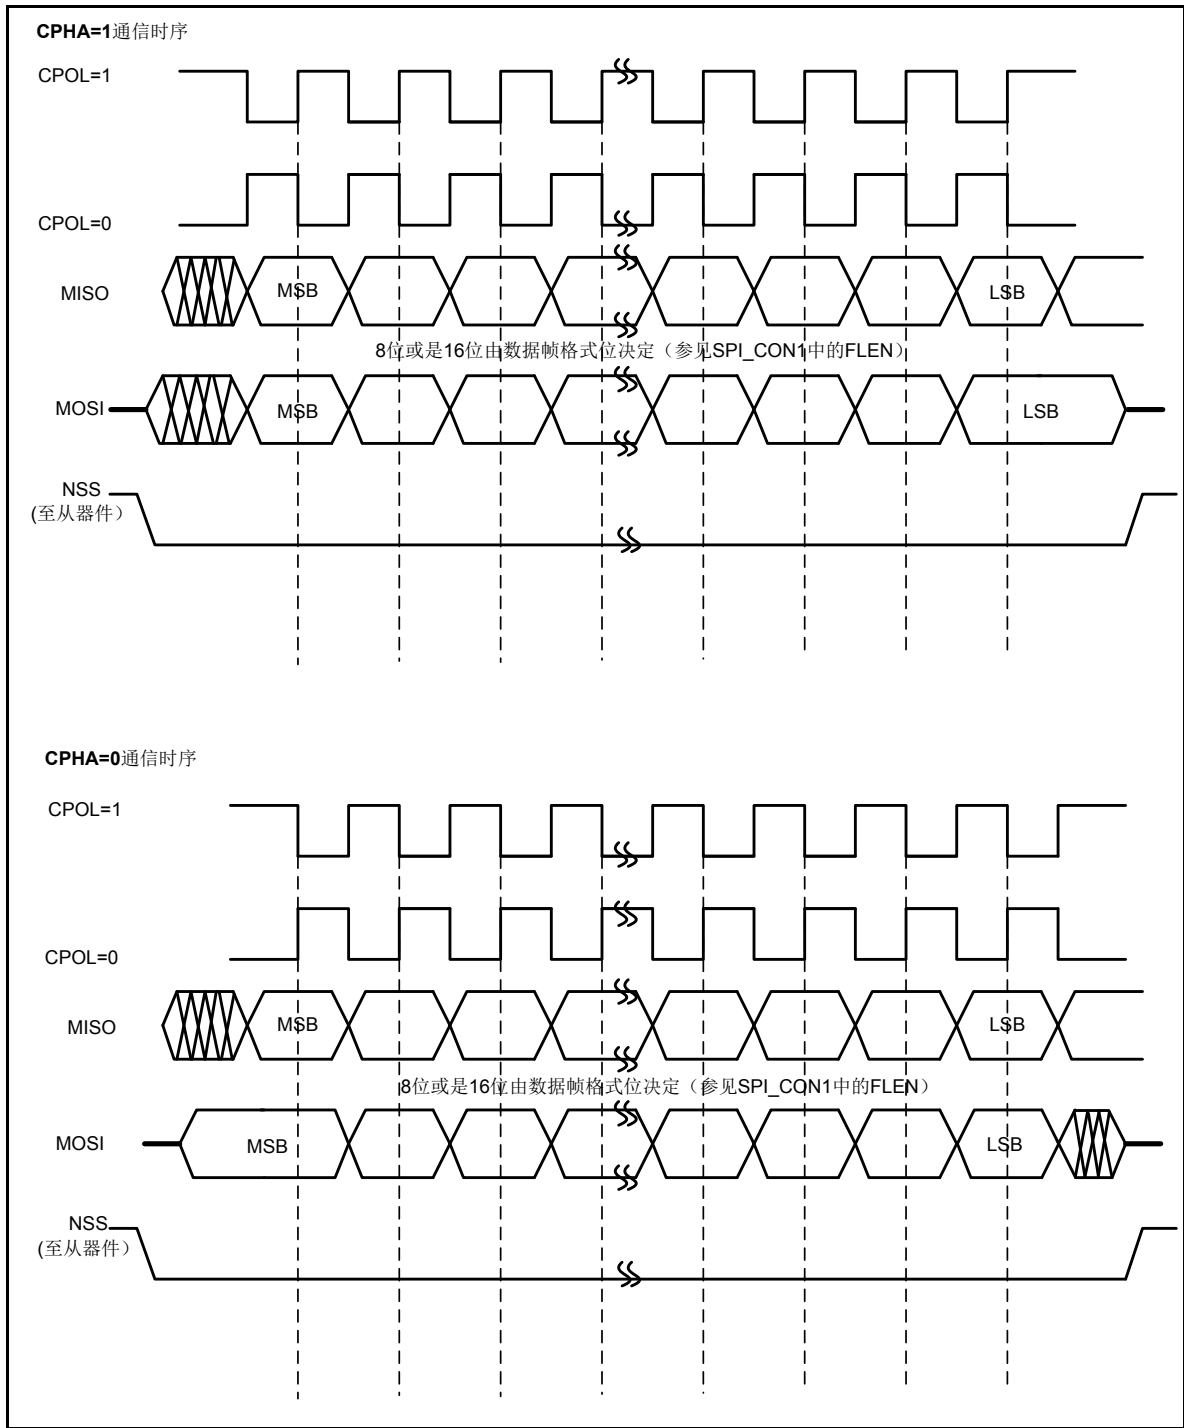 CPHA=1通信时序
CPOL=1
CPOL=0
MISO
MSB
LSB
8位或是16位由数据帧格式位决定（参见SPI_CON1中的FLEN）
MOSI
MSB
LSB
NSS
(至从器件）
CPHA=0通信时序
CPOL=1
CPOL=0
MISO
MSB
LSB
8位或是16位由数据帧格式位决定（参见SPI_CON1中的FLEN）
MOSI
MSB
LSB
NSS
(至从器件）